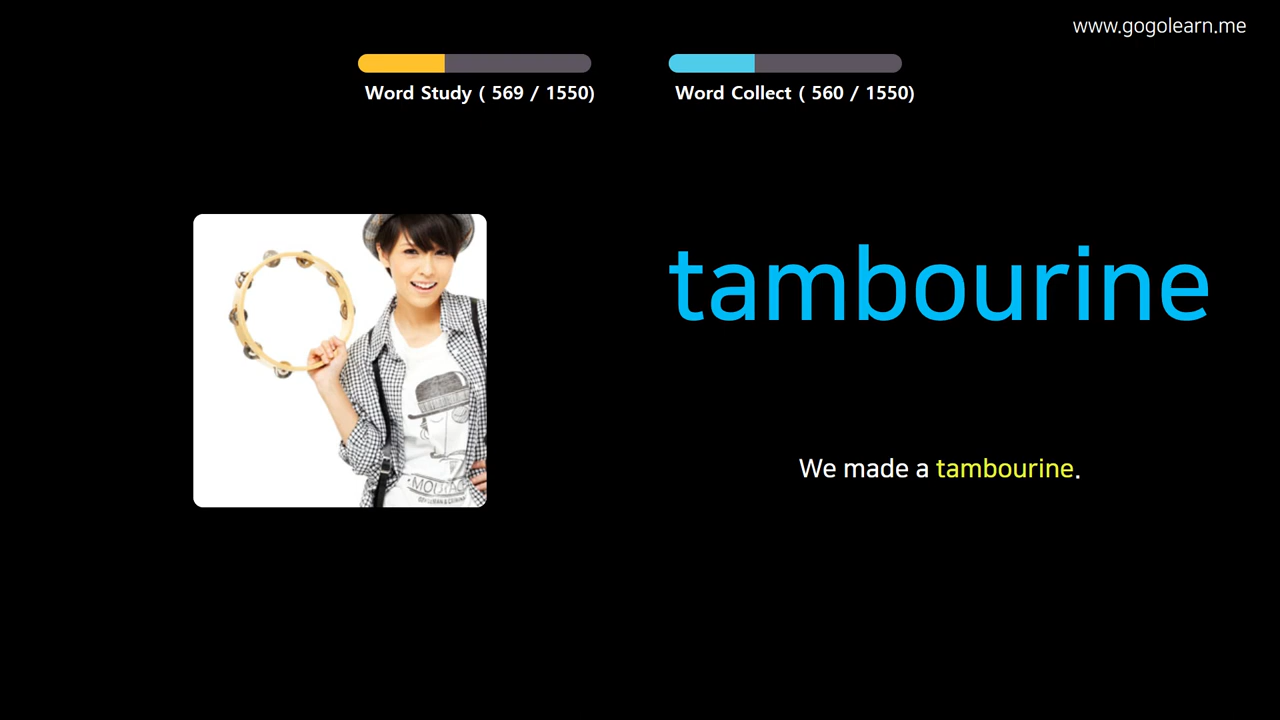 www.gogolearn.me
Word Study ( 569 / 1550)
Word Collect ( 560 / 1550)
tambourine
We made a tambourine.